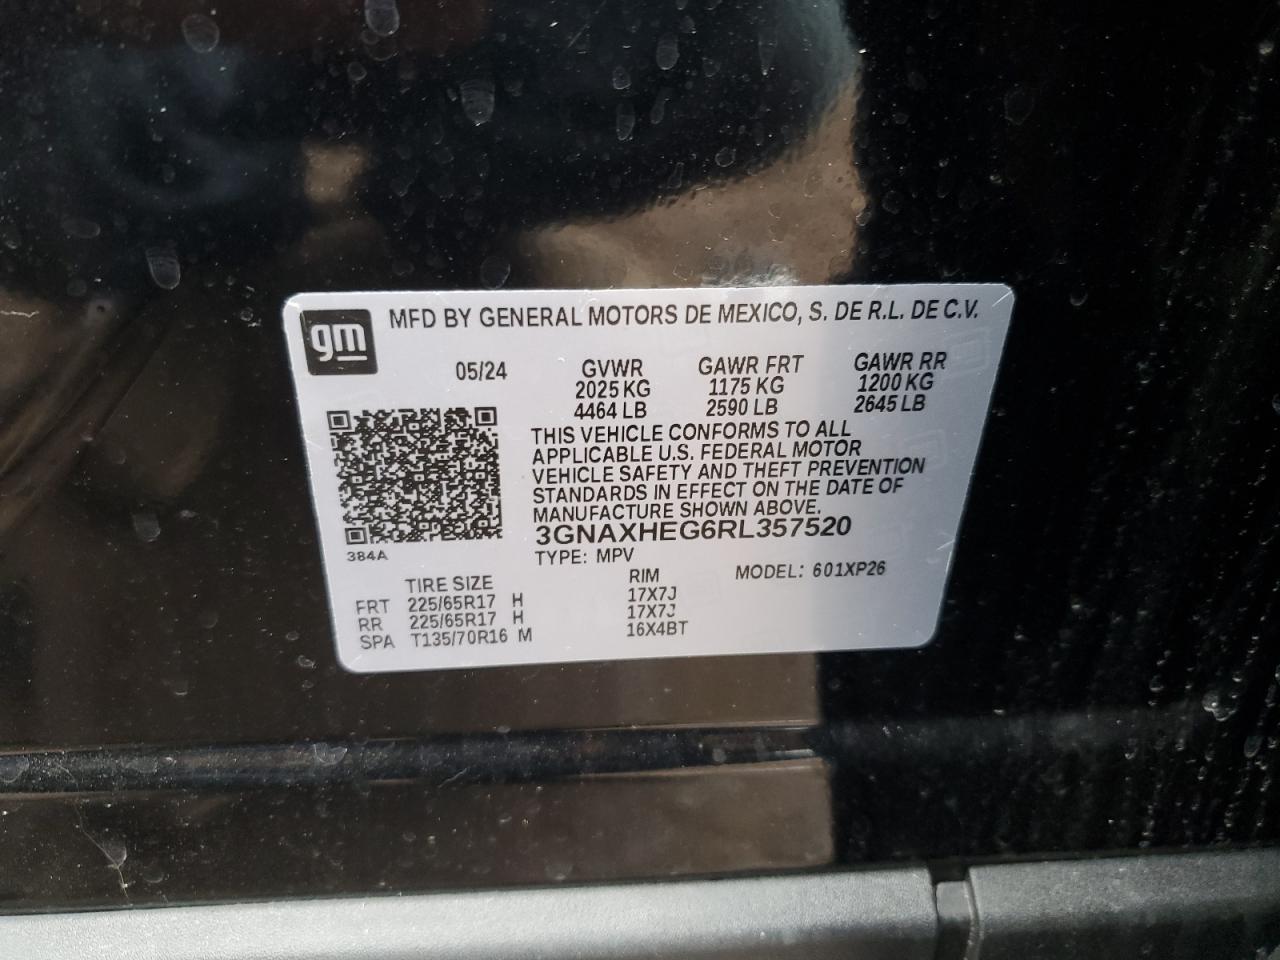 gm
MFD BY GENERAL MOTORS DE MEXICO, S. DE R.L. DE C.V.
05/24 GVWR GAWR FRT GAWR RR
2025 KG 1175 KG 1200 KG
4464 LB 2590 LB 2645 LB
THIS VEHICLE CONFORMS TO ALL
APPLICABLE U.S. FEDERAL MOTOR
VEHICLE SAFETY AND THEFT PREVENTION
STANDARDS IN EFFECT ON THE DATE OF
MANUFACTURE SHOWN ABOVE.
3GNAXHEG6RL357520
384A
TYPE: MPV
MODEL: 601XP26
TIRE SIZE RIM
FRT 225/65R17 H 17X7J
RR 225/65R17 H 17X7J
SPA T135/70R16 M 16X4BT